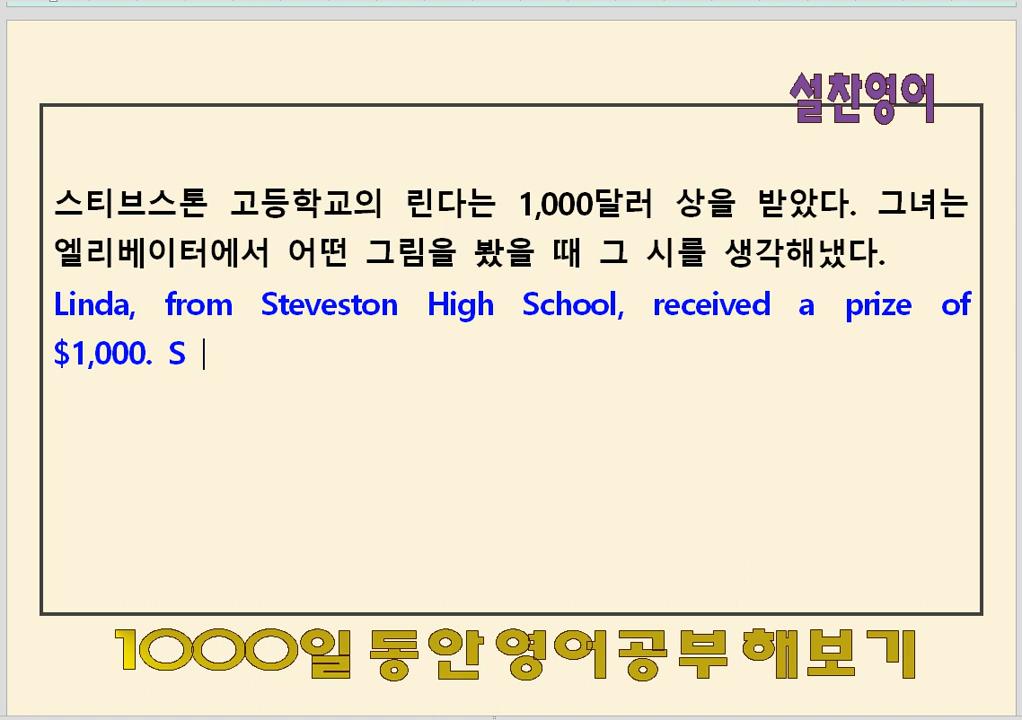 설찬영어
스티브스톤 고등학교의 린다는 1,000달러 상을 받았다. 그녀는
엘리베이터에서 어떤 그림을 봤을 때 그 시를 생각해냈다.
Linda, from Steveston High School, received a prize of
$1,000. S
1000일 동안 영어공부 해보기